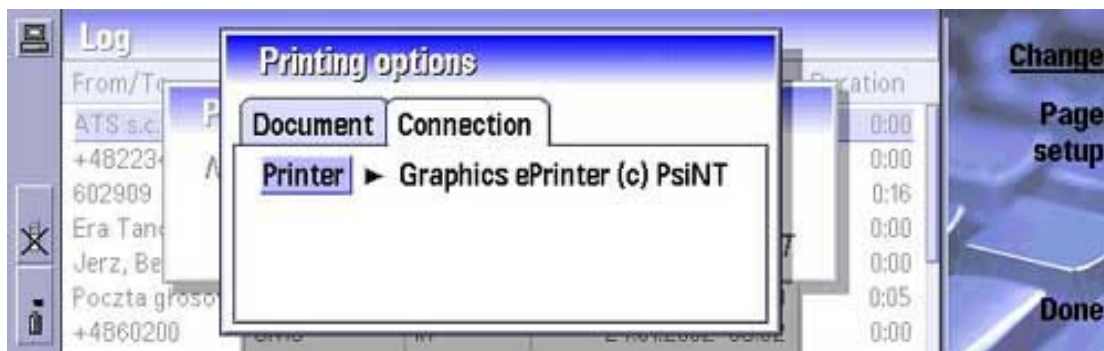 Log
Printing options
Change
From/To
Duration
Document Connection
Page setup
ATS s.c.
0:00
+48223
0:00
Printer ► Graphics ePrinter (c) PsiNT
602909
0:16
Era Tand
0:00
Jerz, Be
0:00
Poczta głosow
0:05
Done
+4860200
0:00